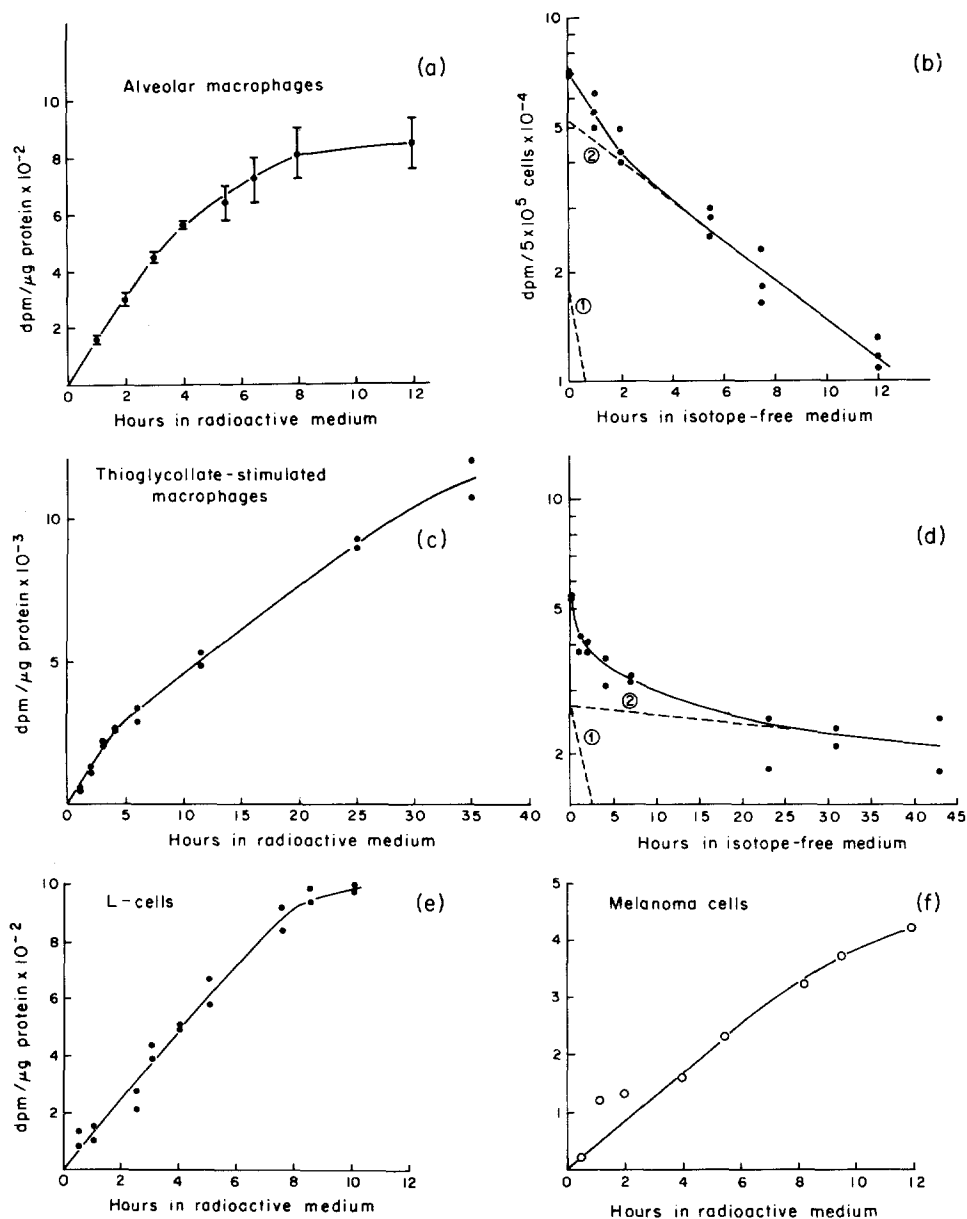 (a)
Alveolar macrophages
dpm/μg protein x 10⁻²
10
8
6
4
2
0 2 4 6 8 10 12
Hours in radioactive medium
(b)
dpm/5x10⁵ cells x10⁻⁴
10
5
2
1
②
①
0 2 4 6 8 10 12
Hours in isotope-free medium
Thioglycollate-stimulated
macrophages
(c)
dpm/μg protein x 10⁻³
10
5
0 5 10 15 20 25 30 35 40
Hours in radioactive medium
(d)
10
5
2
②
①
0 5 10 15 20 25 30 35 40 45
Hours in isotope-free medium
L-cells
(e)
dpm/μg protein x 10⁻²
10
8
6
4
2
0 2 4 6 8 10 12
Hours in radioactive medium
Melanoma cells
(f)
5
4
3
2
1
0 2 4 6 8 10 12
Hours in radioactive medium